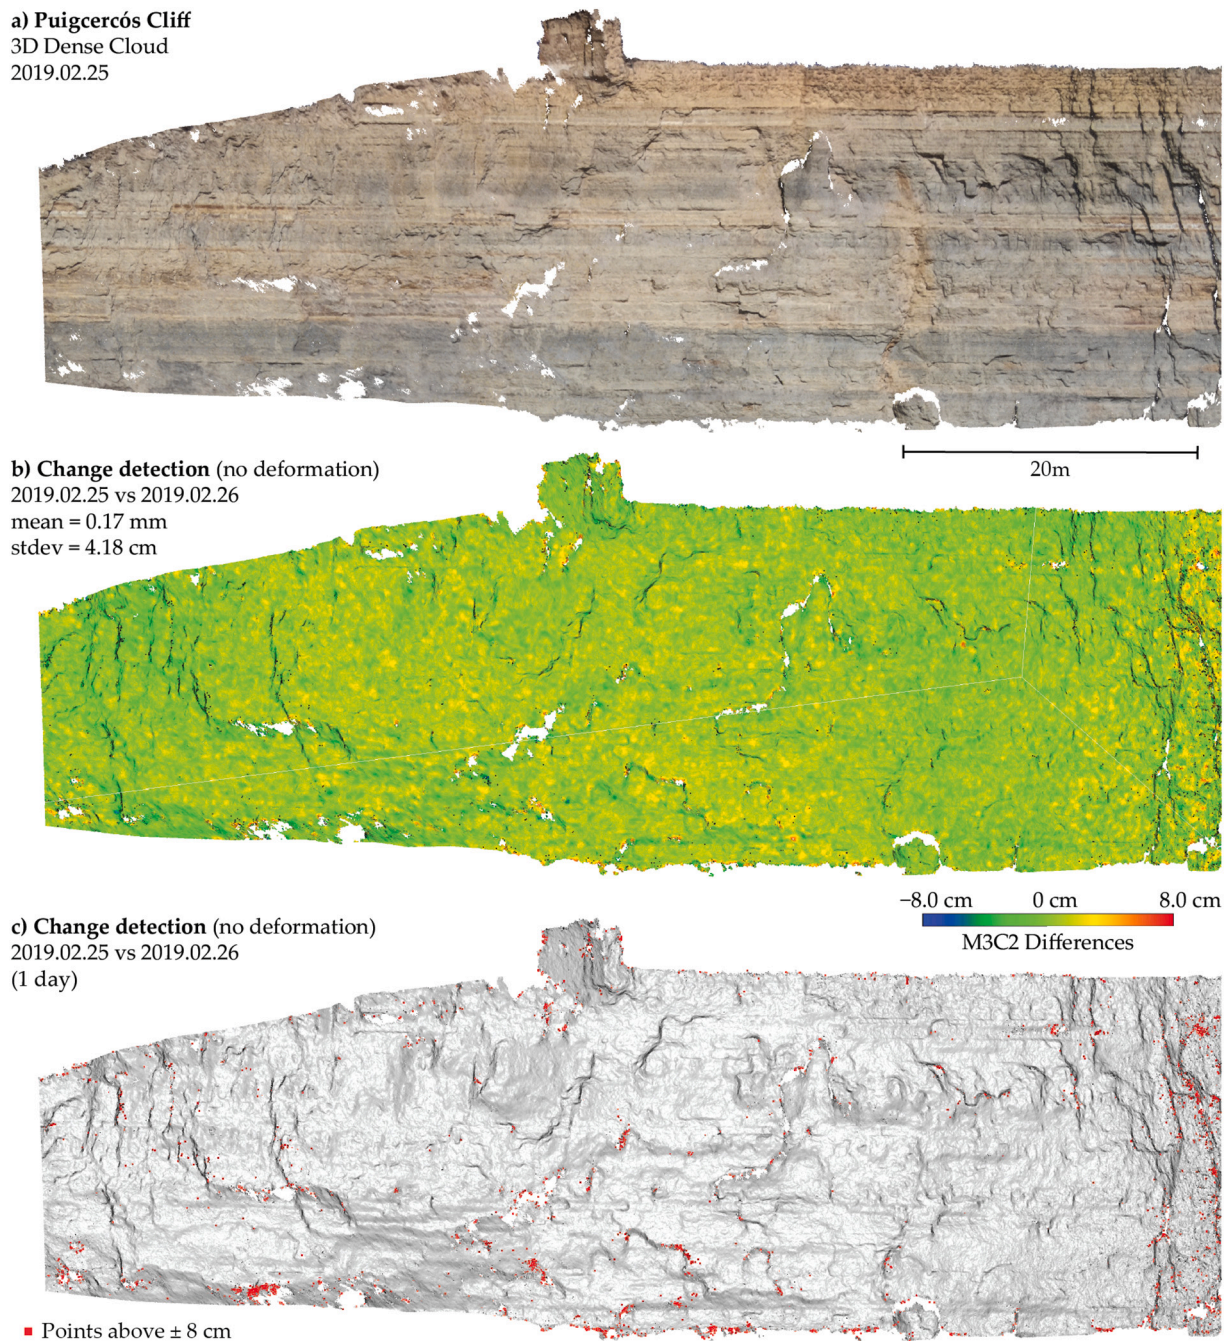 a) Puigcercós Cliff
3D Dense Cloud
2019.02.25
20m
b) Change detection (no deformation)
2019.02.25 vs 2019.02.26
mean = 0.17 mm
stdev = 4.18 cm
−8.0 cm 0 cm 8.0 cm
M3C2 Differences
c) Change detection (no deformation)
2019.02.25 vs 2019.02.26
(1 day)
Points above ± 8 cm